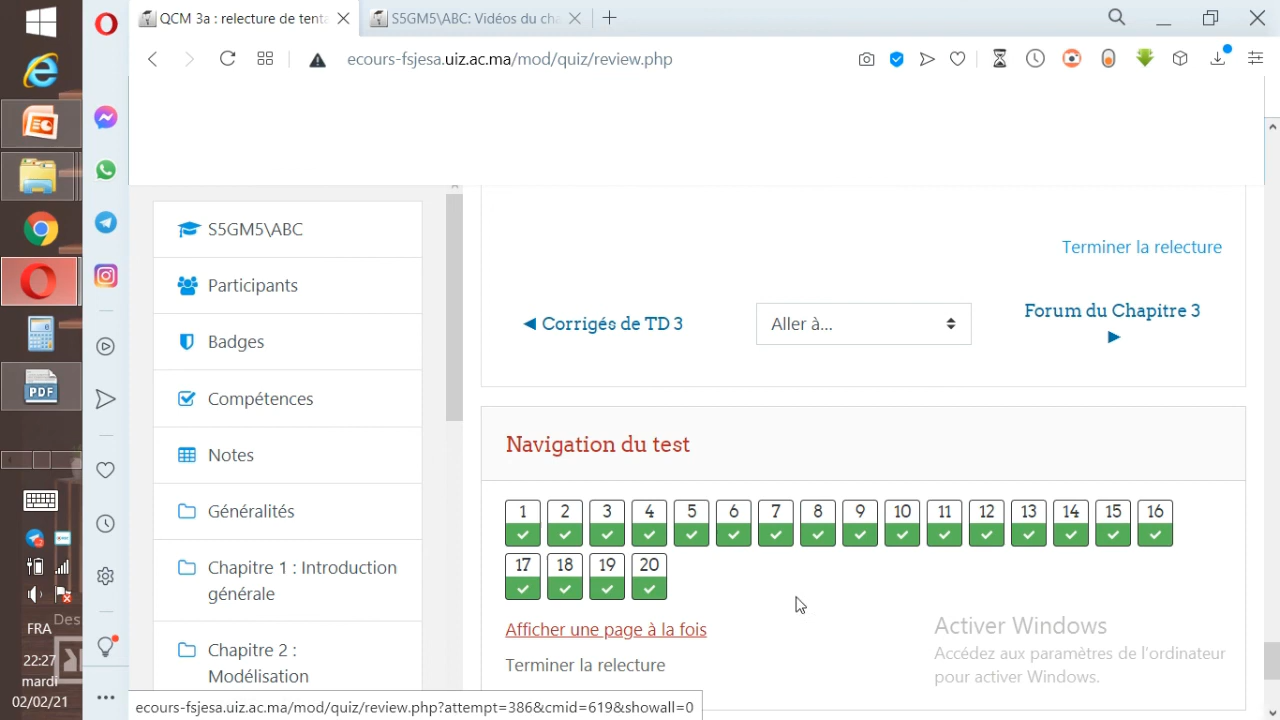 QCM 3a : relecture de tenta
S5GM5\ABC: Vidéos du cha
ecours-fsjesa.uiz.ac.ma/mod/quiz/review.php
S5GM5\ABC
Participants
Badges
Compétences
Notes
Généralités
Chapitre 1 : Introduction
générale
Chapitre 2 :
Modélisation
Terminer la relecture
◄ Corrigés de TD 3
Aller à...
Forum du Chapitre 3
►
Navigation du test
1 2 3 4 5 6 7 8 9 10 11 12 13 14 15 16
17 18 19 20
Afficher une page à la fois
Terminer la relecture
Activer Windows
Accédez aux paramètres de l'ordinateur
pour activer Windows.
ecours-fsjesa.uiz.ac.ma/mod/quiz/review.php?attempt=386&cmid=619&showall=0
PDF
Des
FRA
22:27
mardi
02/02/21